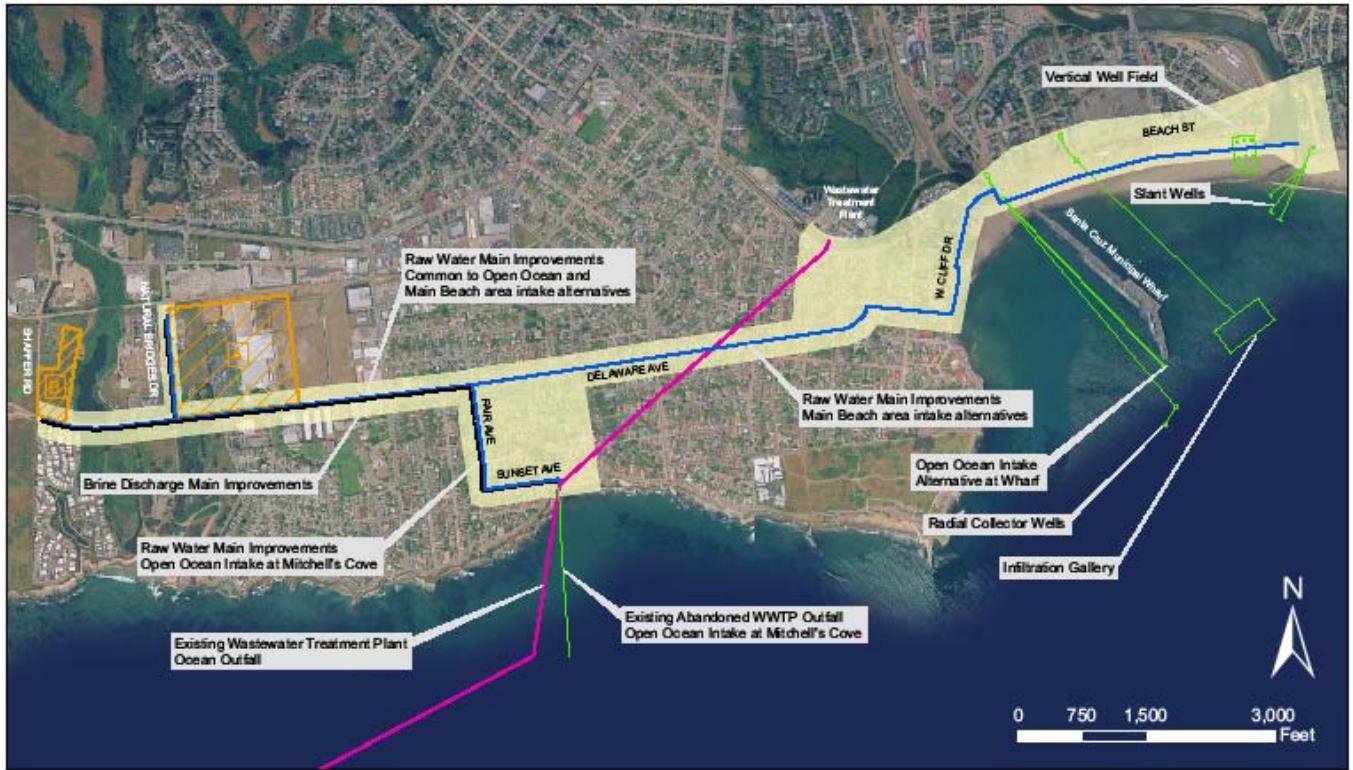 Vertical Well Field
BEACH ST
Slant Wells
Wastewater
Treatment
Plant
Santa Cruz Municipal Wharf
W CLIFF DR
Raw Water Main Improvements
Common to Open Ocean and
Main Beach area intake alternatives
NATURAL BRIDGES DR
SHAFFER RD
DELAWARE AVE
Raw Water Main Improvements
Main Beach area intake alternatives
FAIR AVE
SUNSET AVE
Brine Discharge Main Improvements
Open Ocean Intake
Alternative at Wharf
Radial Collector Wells
Raw Water Main Improvements
Open Ocean Intake at Mitchell's Cove
Infiltration Gallery
Existing Abandoned WWTP Outfall
Open Ocean Intake at Mitchell's Cove
Existing Wastewater Treatment Plant
Ocean Outfall
N
0 750 1,500 3,000
Feet